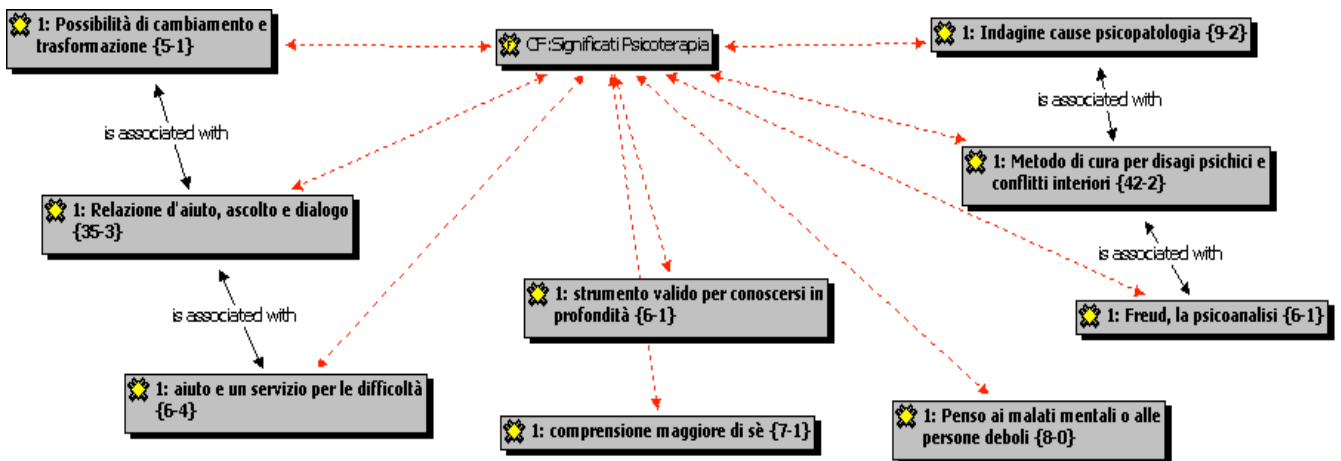 1: Possibilità di cambiamento e
trasformazione {5-1}
CF:Significati Psicoterapia
1: Indagine cause psicopatologia {9-2}
is associated with
is associated with
1: Metodo di cura per disagi psichici e
conflitti interiori {42-2}
1: Relazione d'aiuto, ascolto e dialogo
{35-3}
is associated with
is associated with
1: strumento valido per conoscersi in
profondità {6-1}
1: Freud, la psicoanalisi {6-1}
1: aiuto e un servizio per le difficoltà
{6-4}
1: comprensione maggiore di sè {7-1}
1: Penso ai malati mentali o alle
persone deboli {8-0}